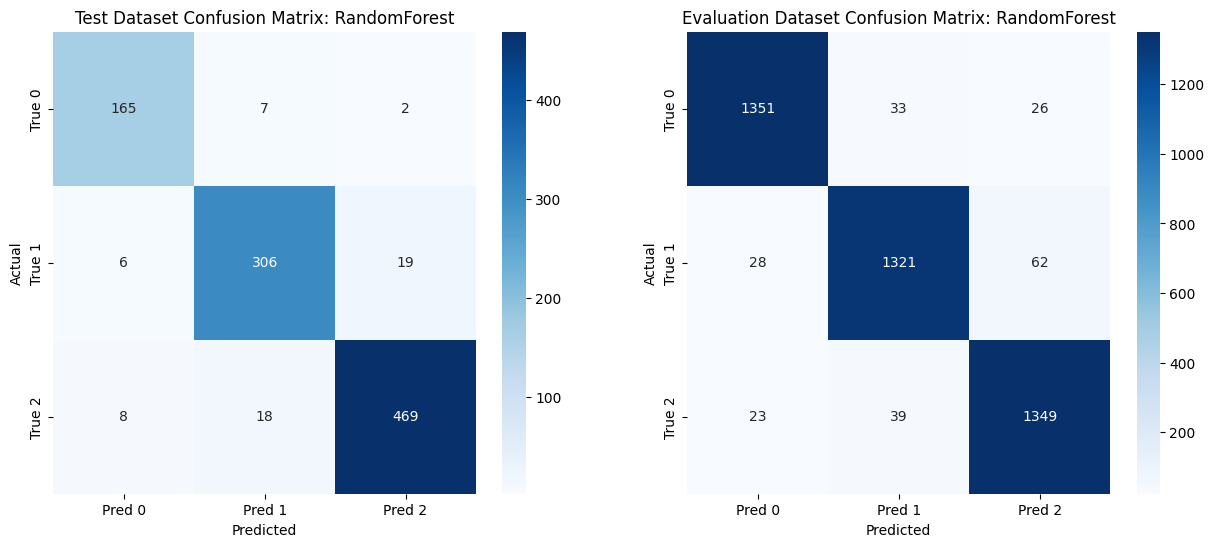 Test Dataset Confusion Matrix: RandomForest
Actual
True 0
True 1
True 2
165 7 2
6 306 19
8 18 469
Pred 0 Pred 1 Pred 2
Predicted
400
300
200
100
Evaluation Dataset Confusion Matrix: RandomForest
Actual
True 0
True 1
True 2
1351 33 26
28 1321 62
23 39 1349
Pred 0 Pred 1 Pred 2
Predicted
1200
1000
800
600
400
200